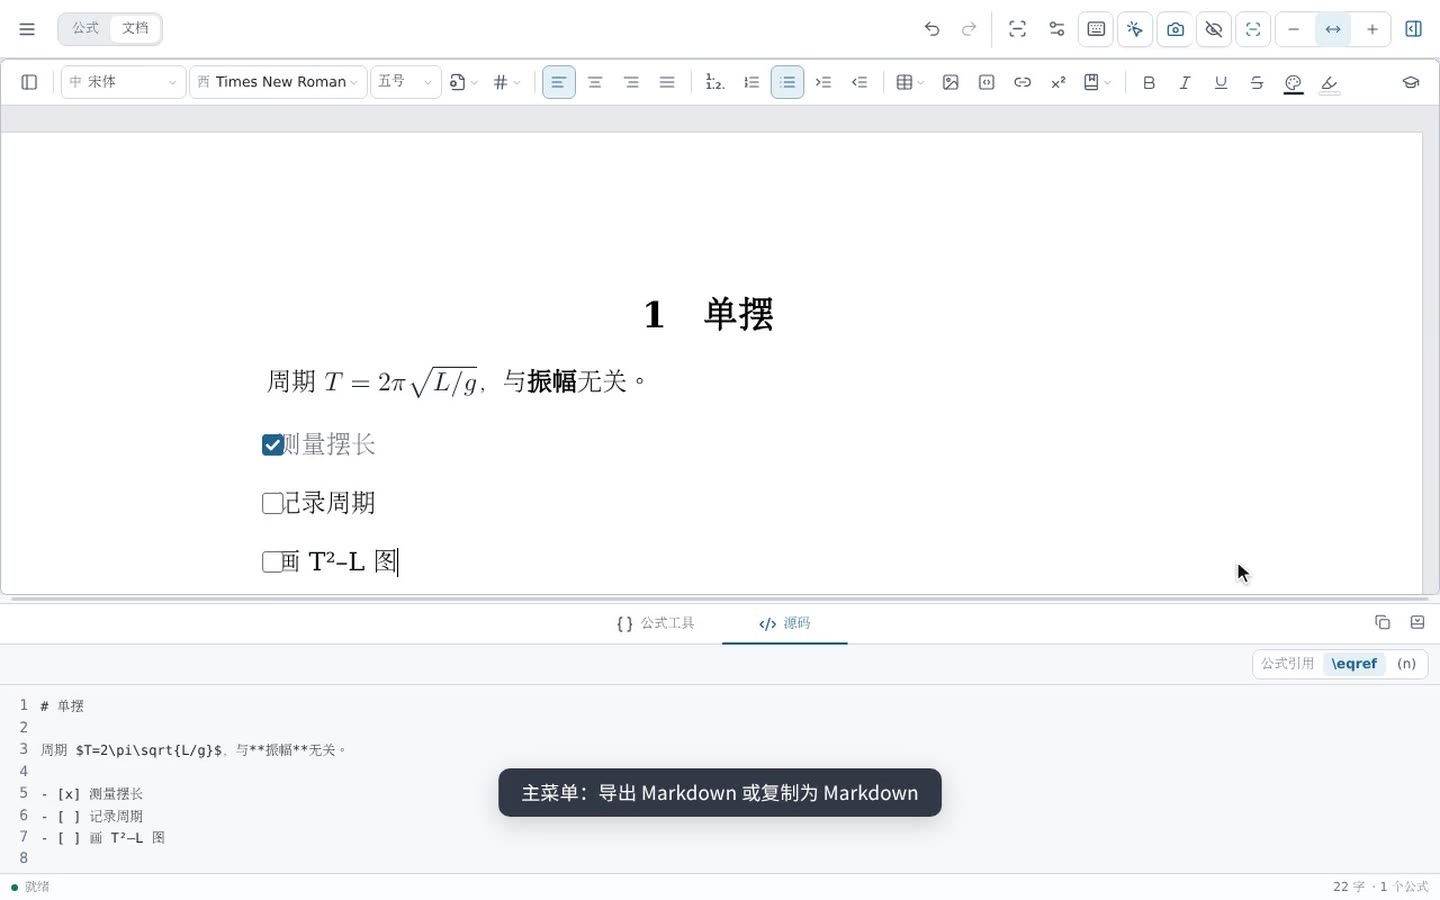 公式 文档
中 宋体 西 Times New Roman 五号
1 单摆
周期 T = 2π√L/g，与振幅无关。
测量摆长
记录周期
画 T²–L 图
{} 公式工具 </> 源码
公式引用 \eqref (n)
1 # 单摆
2
3 周期 $T=2\pi\sqrt{L/g}$，与**振幅**无关。
4
5 - [x] 测量摆长
6 - [ ] 记录周期
7 - [ ] 画 T²–L 图
8
主菜单：导出 Markdown 或复制为 Markdown
就绪 22 字 · 1 个公式